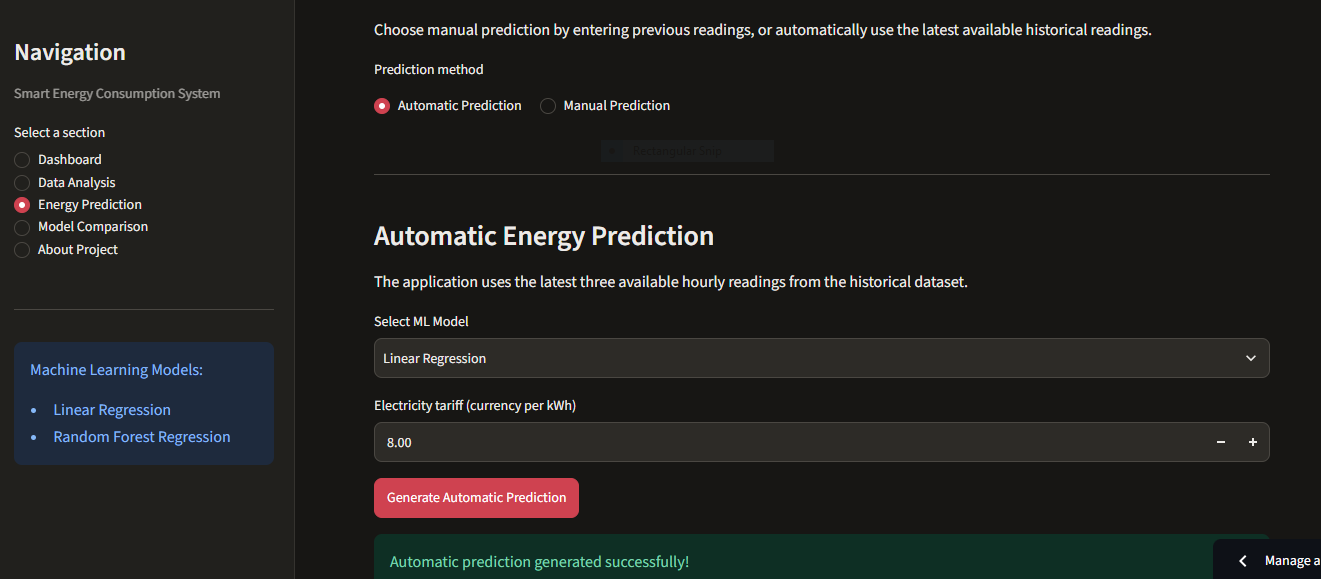 Navigation
Smart Energy Consumption System
Select a section
Dashboard
Data Analysis
Energy Prediction
Model Comparison
About Project
Machine Learning Models:
• Linear Regression
• Random Forest Regression
Choose manual prediction by entering previous readings, or automatically use the latest available historical readings.
Prediction method
Automatic Prediction
Manual Prediction
Rectangular Snip
Automatic Energy Prediction
The application uses the latest three available hourly readings from the historical dataset.
Select ML Model
Linear Regression
Electricity tariff (currency per kWh)
8.00
Generate Automatic Prediction
Automatic prediction generated successfully!
Manage a